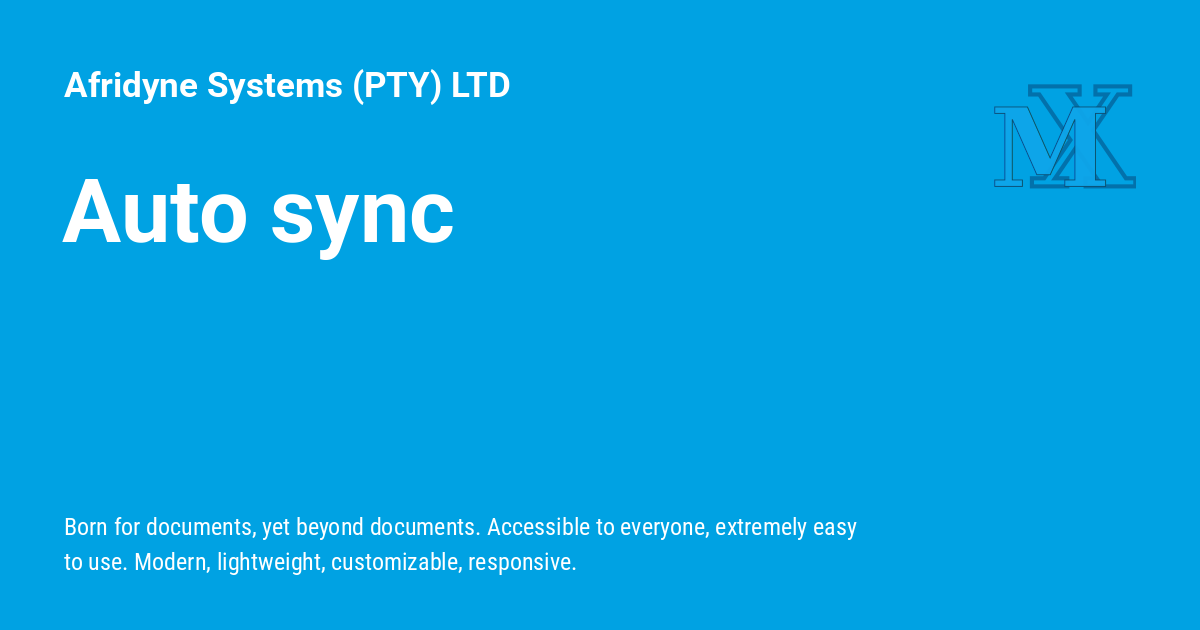 Afridyne Systems (PTY) LTD
MX
Auto sync
Born for documents, yet beyond documents. Accessible to everyone, extremely easy
to use. Modern, lightweight, customizable, responsive.